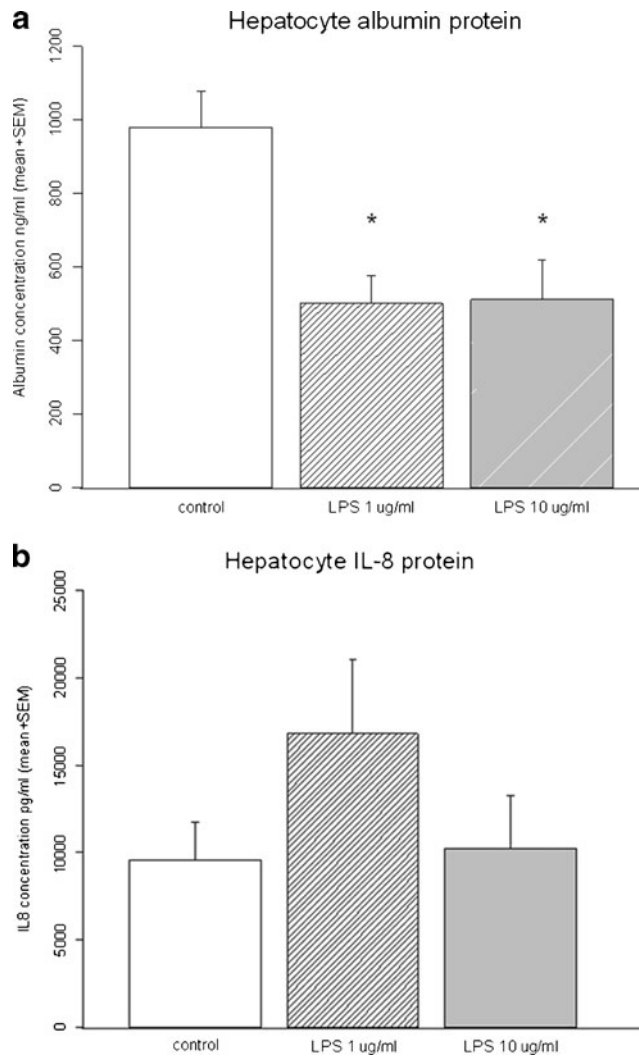 a
Hepatocyte albumin protein
Albumin concentration ng/ml (mean+SEM)
1200
1000
800
600
400
200
0
*
*
control
LPS 1 ug/ml
LPS 10 ug/ml
b
Hepatocyte IL-8 protein
IL8 concentration pg/ml (mean+SEM)
25000
20000
15000
10000
5000
0
control
LPS 1 ug/ml
LPS 10 ug/ml